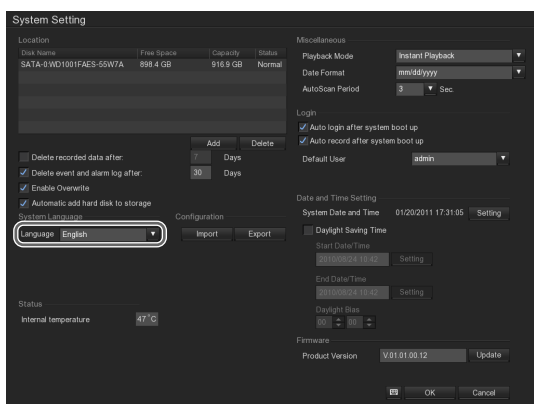 System Setting
Location
Disk Name Free Space Capacity Status
SATA-0:WD1001FAES-55W7A 898.4 GB 916.9 GB Normal
Add Delete
Delete recorded data after: 7 Days
Delete event and alarm log after: 30 Days
Enable Overwrite
Automatic add hard disk to storage
System Language
Language English
Configuration
Import Export
Status
Internal temperature 47°C
Miscellaneous
Playback Mode Instant Playback
Date Format mm/dd/yyyy
AutoScan Period 3 Sec.
Login
Auto login after system boot up
Auto record after system boot up
Default User admin
Date and Time Setting
System Date and Time 01/20/2011 17:31:05 Setting
Daylight Saving Time
Start Date/Time
2010/08/24 10:42 Setting
End Date/Time
2010/08/24 10:42 Setting
Daylight Bias
00 : 00
Firmware
Product Version V.01.01.00.12 Update
OK Cancel